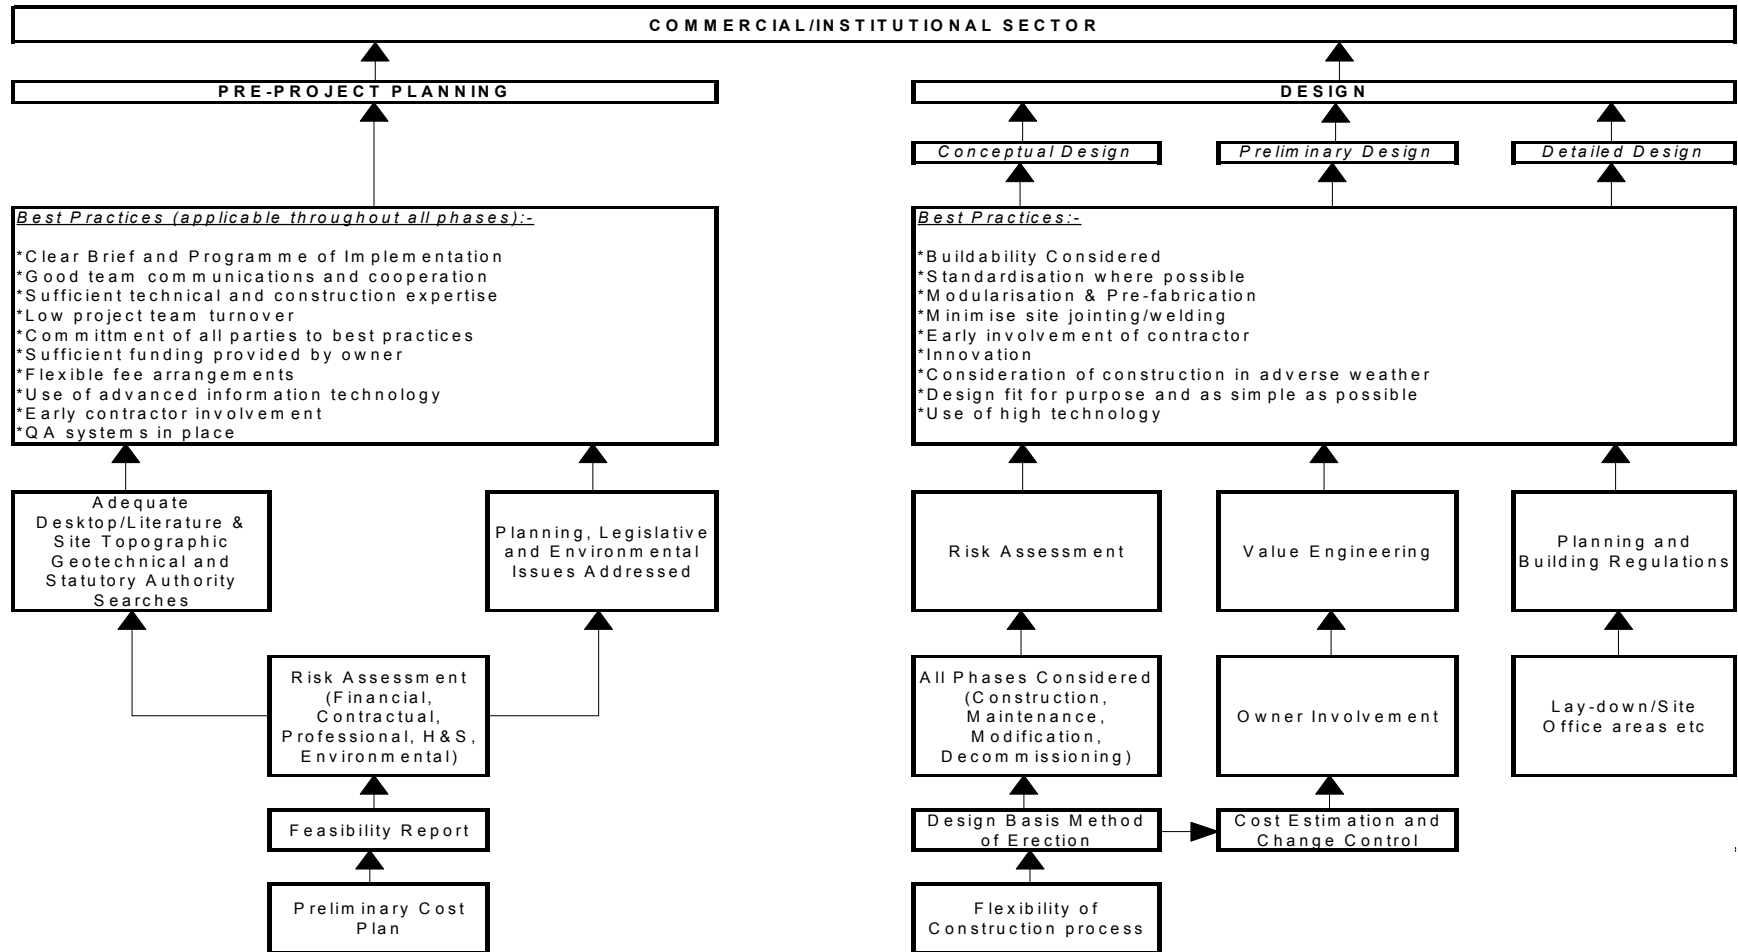 COMMERCIAL/INSTITUTIONAL SECTOR
PRE-PROJECT PLANNING
Best Practices (applicable throughout all phases):-
*Clear Brief and Programme of Implementation
*Good team communications and cooperation
*Sufficient technical and construction expertise
*Low project team turnover
*Committment of all parties to best practices
*Sufficient funding provided by owner
*Flexible fee arrangements
*Use of advanced information technology
*Early contractor involvement
*QA systems in place
Adequate
Desktop/Literature &
Site Topographic
Geotechnical and
Statutory Authority
Searches
Planning, Legislative
and Environmental
Issues Addressed
Risk Assessment
(Financial,
Contractual,
Professional, H&S,
Environmental)
Feasibility Report
Preliminary Cost
Plan
DESIGN
Conceptual Design
Preliminary Design
Detailed Design
Best Practices:-
*Buildability Considered
*Standardisation where possible
*Modularisation & Pre-fabrication
*Minimise site jointing/welding
*Early involvement of contractor
*Innovation
*Consideration of construction in adverse weather
*Design fit for purpose and as simple as possible
*Use of high technology
Risk Assessment
Value Engineering
Planning and
Building Regulations
All Phases Considered
(Construction,
Maintenance,
Modification,
Decommissioning)
Owner Involvement
Lay-down/Site
Office areas etc
Design Basis Method
of Erection
Cost Estimation and
Change Control
Flexibility of
Construction process